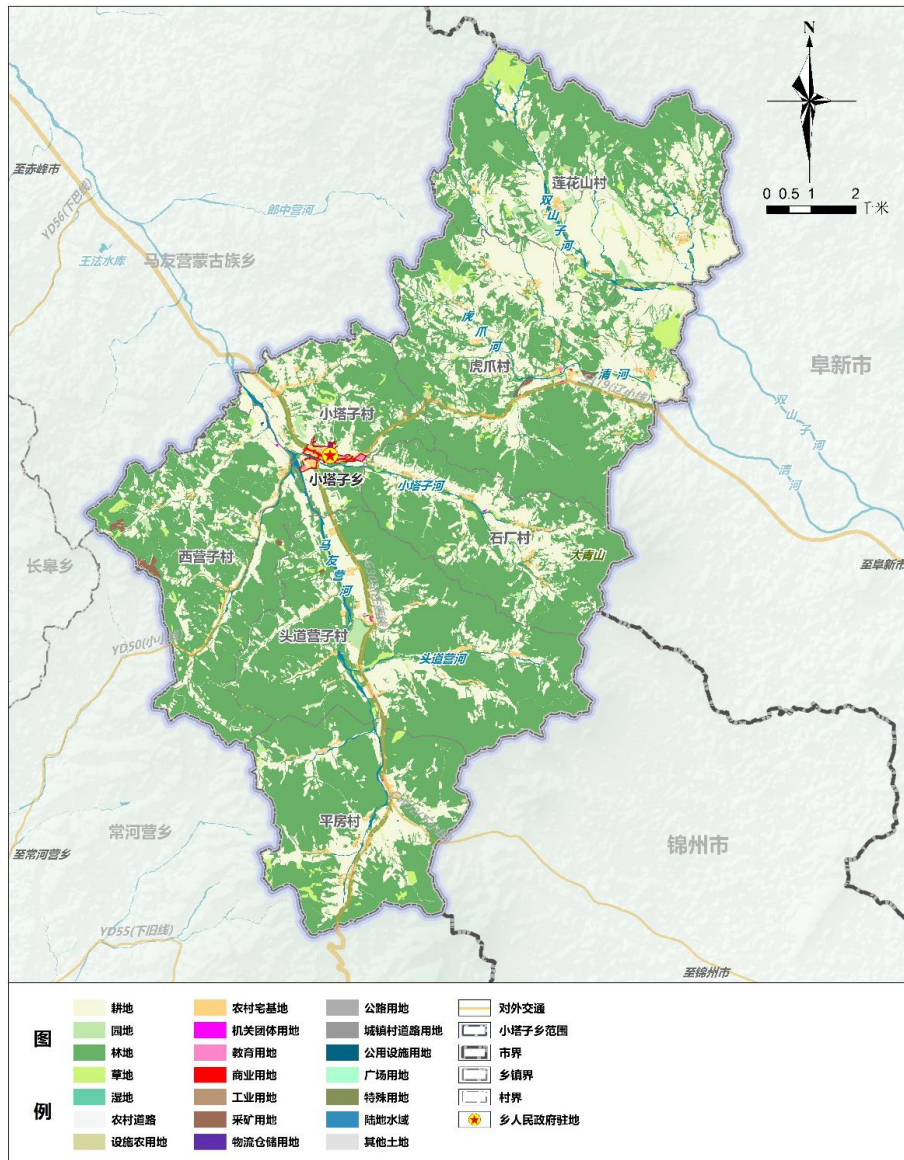 N
0 0.5 1 2
千米
至赤峰市
YD56(下巴线)
郎中营河
王法水库
马友营蒙古族乡
莲花山村
双山子河
虎爪河
虎爪村
清河
阜新市
双山子河
清河
至阜新市
小塔子村
小塔子乡
小塔子河
石厂村
大青山
西营子村
长皋乡
马友营河
头道营子村
头道营河
平房村
常河营乡
至常河营乡
YD55(下旧线)
锦州市
至锦州市
图例
耕地
园地
林地
草地
湿地
农村道路
设施农用地
农村宅基地
机关团体用地
教育用地
商业用地
工业用地
采矿用地
物流仓储用地
公路用地
城镇村道路用地
公用设施用地
广场用地
特殊用地
陆地水域
其他土地
对外交通
小塔子乡范围
市界
乡镇界
村界
乡人民政府驻地